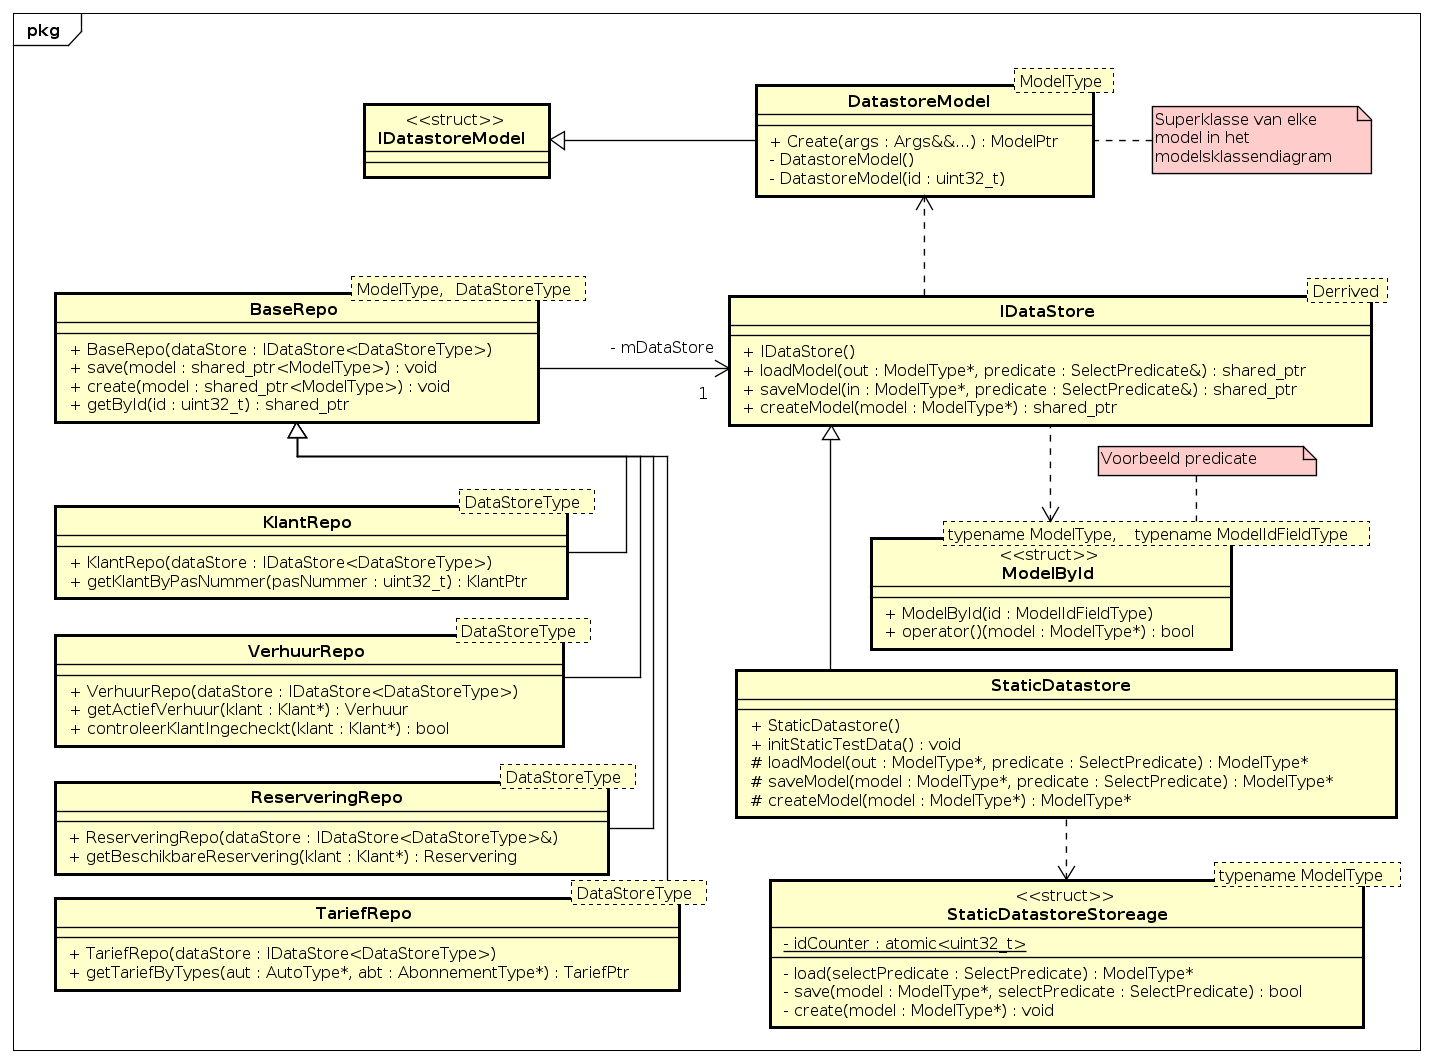 pkg
ModelType
DatastoreModel
+ Create(args : Args&&...) : ModelPtr
- DatastoreModel()
- DatastoreModel(id : uint32_t)
<<struct>>
IDatastoreModel
Superklasse van elke
model in het
modelsklassendiagram
ModelType, DataStoreType
BaseRepo
+ BaseRepo(dataStore : IDataStore<DataStoreType>)
+ save(model : shared_ptr<ModelType>) : void
+ create(model : shared_ptr<ModelType>) : void
+ getById(id : uint32_t) : shared_ptr
- mDataStore
1
Derrived
IDataStore
+ IDataStore()
+ loadModel(out : ModelType*, predicate : SelectPredicate&) : shared_ptr
+ saveModel(in : ModelType*, predicate : SelectPredicate&) : shared_ptr
+ createModel(model : ModelType*) : shared_ptr
Voorbeeld predicate
DataStoreType
KlantRepo
+ KlantRepo(dataStore : IDataStore<DataStoreType>)
+ getKlantByPasNummer(pasNummer : uint32_t) : KlantPtr
typename ModelType, typename ModelIdFieldType
<<struct>>
ModelById
+ ModelById(id : ModelIdFieldType)
+ operator()(model : ModelType*) : bool
DataStoreType
VerhuurRepo
+ VerhuurRepo(dataStore : IDataStore<DataStoreType>)
+ getActiefVerhuur(klant : Klant*) : Verhuur
+ controleerKlantIngecheckt(klant : Klant*) : bool
StaticDatastore
+ StaticDatastore()
+ initStaticTestData() : void
# loadModel(out : ModelType*, predicate : SelectPredicate) : ModelType*
# saveModel(model : ModelType*, predicate : SelectPredicate) : ModelType*
# createModel(model : ModelType*) : ModelType*
DataStoreType
ReserveringRepo
+ ReserveringRepo(dataStore : IDataStore<DataStoreType>&)
+ getBeschikbareReservering(klant : Klant*) : Reservering
DataStoreType
TariefRepo
+ TariefRepo(dataStore : IDataStore<DataStoreType>)
+ getTariefByTypes(aut : AutoType*, abt : AbonnementType*) : TariefPtr
typename ModelType
<<struct>>
StaticDatastoreStoreage
- idCounter : atomic<uint32_t>
- load(selectPredicate : SelectPredicate) : ModelType*
- save(model : ModelType*, selectPredicate : SelectPredicate) : bool
- create(model : ModelType*) : void